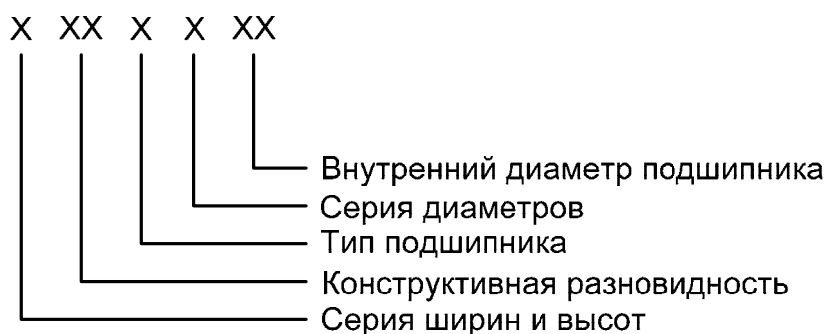 X XX X X XX
Внутренний диаметр подшипника
Серия диаметров
Тип подшипника
Конструктивная разновидность
Серия ширин и высот